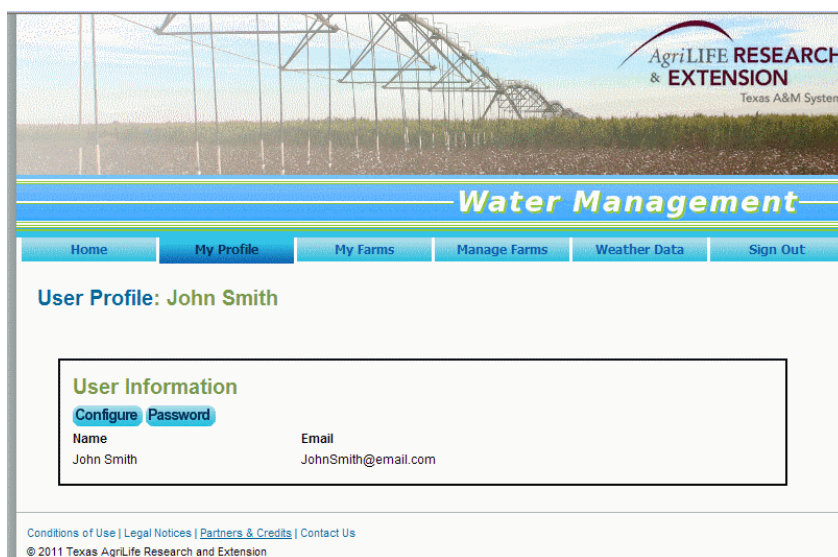 AgriLIFE RESEARCH
& EXTENSION
Texas A&M System
Water Management
Home My Profile My Farms Manage Farms Weather Data Sign Out
User Profile: John Smith
User Information
Configure Password
Name Email
John Smith JohnSmith@email.com
Conditions of Use | Legal Notices | Partners & Credits | Contact Us
© 2011 Texas AgriLife Research and Extension